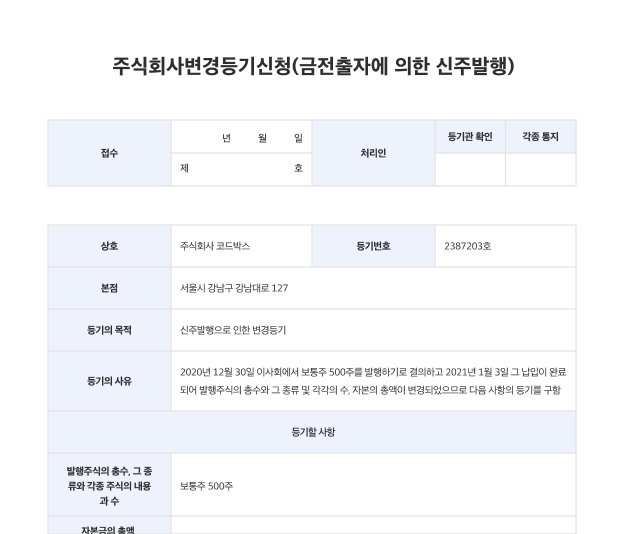 주식회사변경등기신청(금전출자에 의한 신주발행)
접수
년 월 일
제 호
처리인
등기관 확인
각종 통지
상호
주식회사 코드박스
등기번호
2387203호
본점
서울시 강남구 강남대로 127
등기의 목적
신주발행으로 인한 변경등기
등기의 사유
2020년 12월 30일 이사회에서 보통주 500주를 발행하기로 결의하고 2021년 1월 3일 그 납입이 완료
되어 발행주식의 총수와 그 종류 및 각각의 수, 자본의 총액이 변경되었으므로 다음 사항의 등기를 구함
등기할 사항
발행주식의 총수, 그 종
류와 각종 주식의 내용
과 수
보통주 500주
자본금의 총액